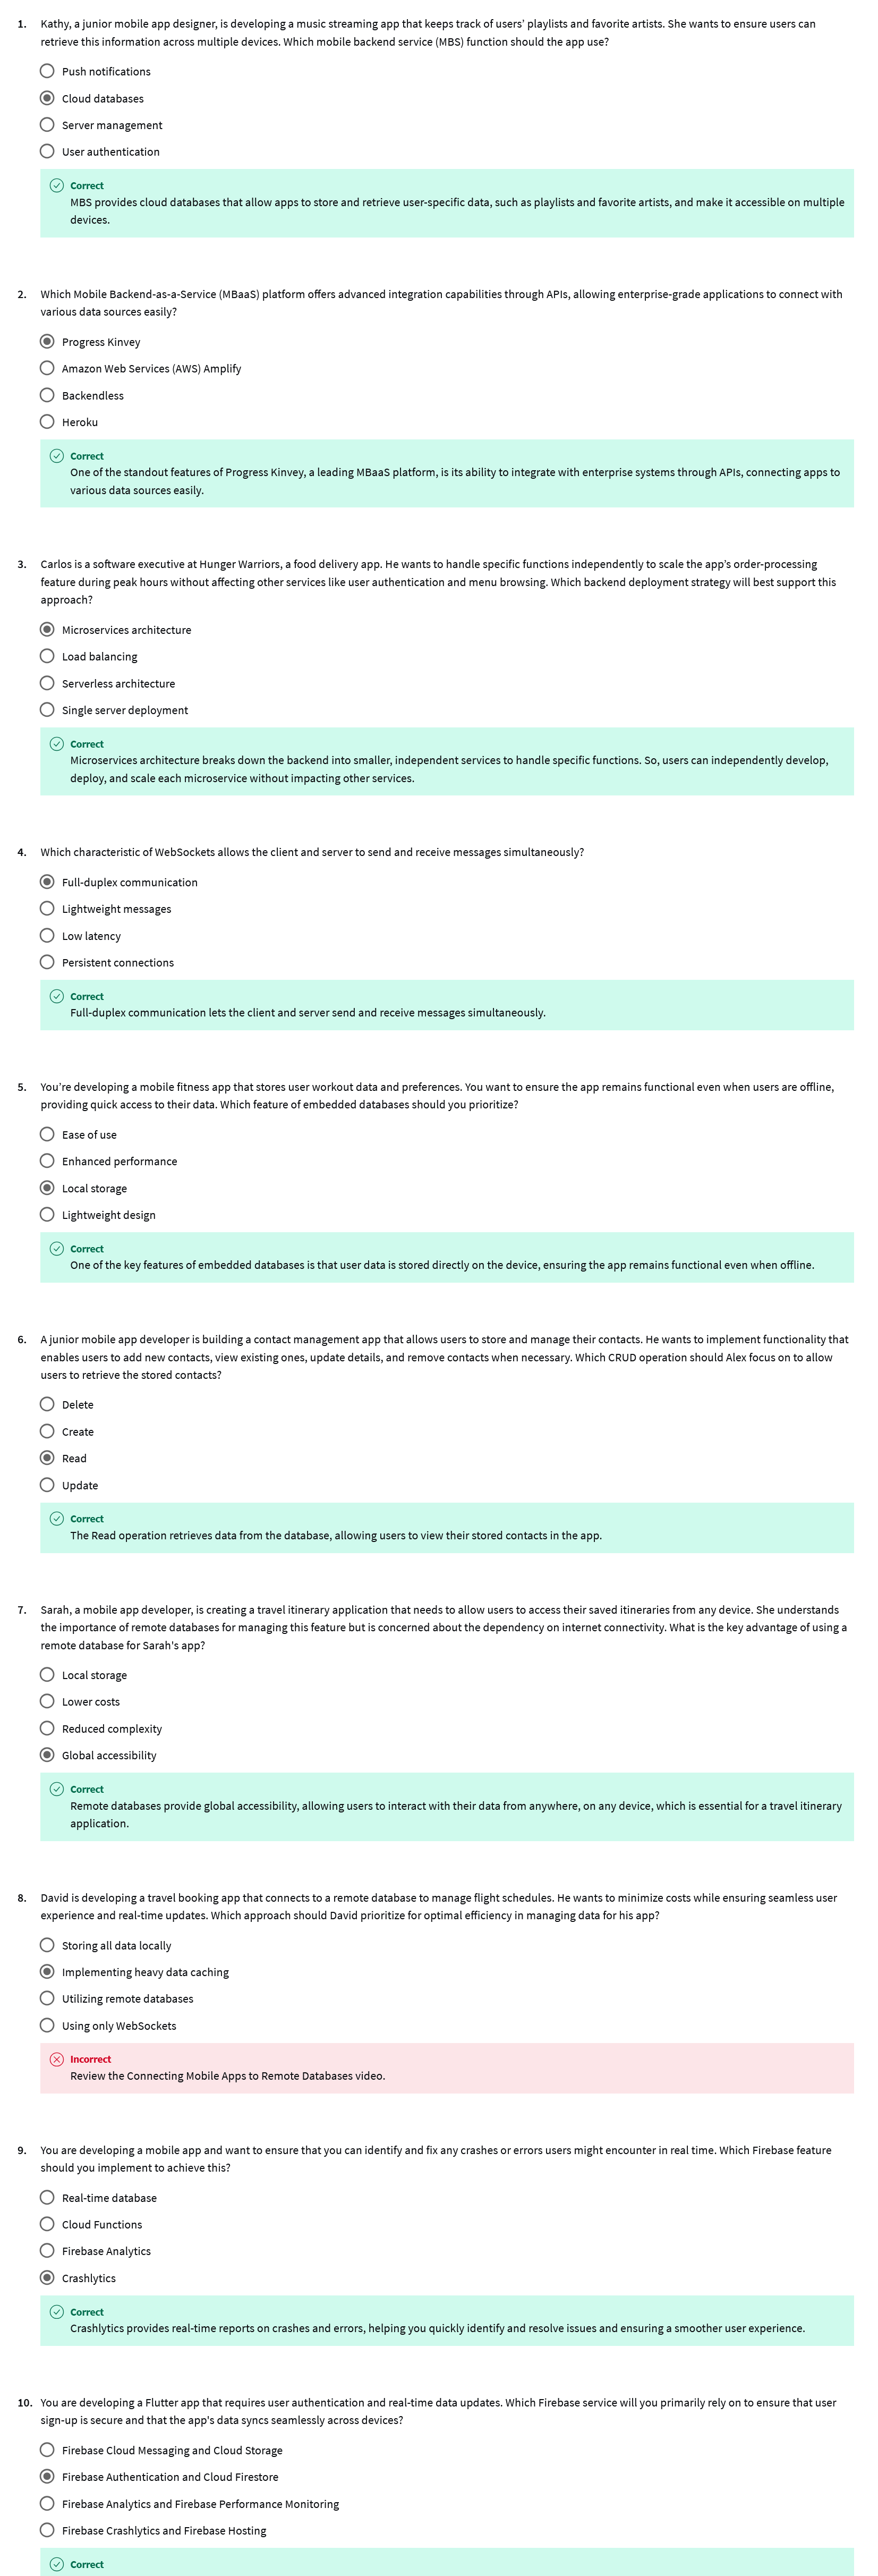 1. Kathy, a junior mobile app designer, is developing a music streaming app that keeps track of users' playlists and favorite artists. She wants to ensure users can
retrieve this information across multiple devices. Which mobile backend service (MBS) function should the app use?
Push notifications
Cloud databases
Server management
User authentication
Correct
MBS provides cloud databases that allow apps to store and retrieve user-specific data, such as playlists and favorite artists, and make it accessible on multiple
devices.
2. Which Mobile Backend-as-a-Service (MBaaS) platform offers advanced integration capabilities through APIs, allowing enterprise-grade applications to connect with
various data sources easily?
Progress Kinvey
Amazon Web Services (AWS) Amplify
Backendless
Heroku
Correct
One of the standout features of Progress Kinvey, a leading MBaaS platform, is its ability to integrate with enterprise systems through APIs, connecting apps to
various data sources easily.
3. Carlos is a software executive at Hunger Warriors, a food delivery app. He wants to handle specific functions independently to scale the app's order-processing
feature during peak hours without affecting other services like user authentication and menu browsing. Which backend deployment strategy will best support this
approach?
Microservices architecture
Load balancing
Serverless architecture
Single server deployment
Correct
Microservices architecture breaks down the backend into smaller, independent services to handle specific functions. So, users can independently develop,
deploy, and scale each microservice without impacting other services.
4. Which characteristic of WebSockets allows the client and server to send and receive messages simultaneously?
Full-duplex communication
Lightweight messages
Low latency
Persistent connections
Correct
Full-duplex communication lets the client and server send and receive messages simultaneously.
5. You're developing a mobile fitness app that stores user workout data and preferences. You want to ensure the app remains functional even when users are offline,
providing quick access to their data. Which feature of embedded databases should you prioritize?
Ease of use
Enhanced performance
Local storage
Lightweight design
Correct
One of the key features of embedded databases is that user data is stored directly on the device, ensuring the app remains functional even when offline.
6. A junior mobile app developer is building a contact management app that allows users to store and manage their contacts. He wants to implement functionality that
enables users to add new contacts, view existing ones, update details, and remove contacts when necessary. Which CRUD operation should Alex focus on to allow
users to retrieve the stored contacts?
Delete
Create
Read
Update
Correct
The Read operation retrieves data from the database, allowing users to view their stored contacts in the app.
7. Sarah, a mobile app developer, is creating a travel itinerary application that needs to allow users to access their saved itineraries from any device. She understands
the importance of remote databases for managing this feature but is concerned about the dependency on internet connectivity. What is the key advantage of using a
remote database for Sarah's app?
Local storage
Lower costs
Reduced complexity
Global accessibility
Correct
Remote databases provide global accessibility, allowing users to interact with their data from anywhere, on any device, which is essential for a travel itinerary
application.
8. David is developing a travel booking app that connects to a remote database to manage flight schedules. He wants to minimize costs while ensuring seamless user
experience and real-time updates. Which approach should David prioritize for optimal efficiency in managing data for his app?
Storing all data locally
Implementing heavy data caching
Utilizing remote databases
Using only WebSockets
Incorrect
Review the Connecting Mobile Apps to Remote Databases video.
9. You are developing a mobile app and want to ensure that you can identify and fix any crashes or errors users might encounter in real time. Which Firebase feature
should you implement to achieve this?
Real-time database
Cloud Functions
Firebase Analytics
Crashlytics
Correct
Crashlytics provides real-time reports on crashes and errors, helping you quickly identify and resolve issues and ensuring a smoother user experience.
10. You are developing a Flutter app that requires user authentication and real-time data updates. Which Firebase service will you primarily rely on to ensure that user
sign-up is secure and that the app's data syncs seamlessly across devices?
Firebase Cloud Messaging and Cloud Storage
Firebase Authentication and Cloud Firestore
Firebase Analytics and Firebase Performance Monitoring
Firebase Crashlytics and Firebase Hosting
Correct